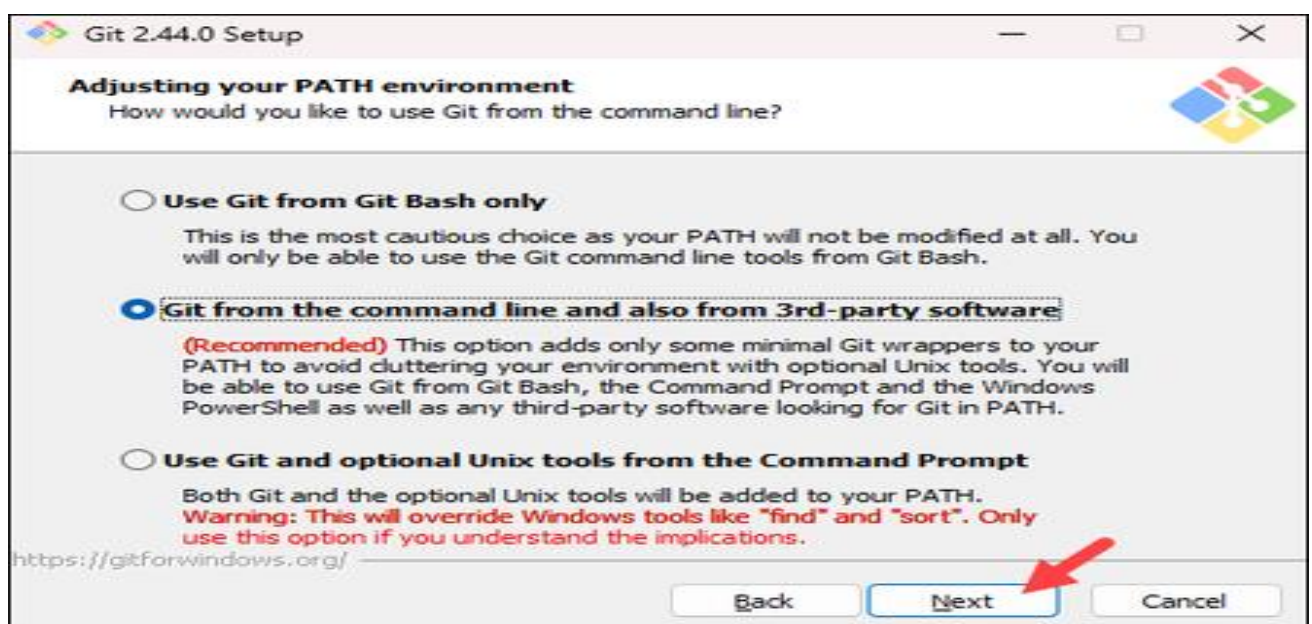 Git 2.44.0 Setup
Adjusting your PATH environment
How would you like to use Git from the command line?
Use Git from Git Bash only
This is the most cautious choice as your PATH will not be modified at all. You
will only be able to use the Git command line tools from Git Bash.
Git from the command line and also from 3rd-party software
(Recommended) This option adds only some minimal Git wrappers to your
PATH to avoid cluttering your environment with optional Unix tools. You will
be able to use Git from Git Bash, the Command Prompt and the Windows
PowerShell as well as any third-party software looking for Git in PATH.
Use Git and optional Unix tools from the Command Prompt
Both Git and the optional Unix tools will be added to your PATH.
Warning: This will override Windows tools like "find" and "sort". Only
use this option if you understand the implications.
https://gitforwindows.org/
Back Next Cancel